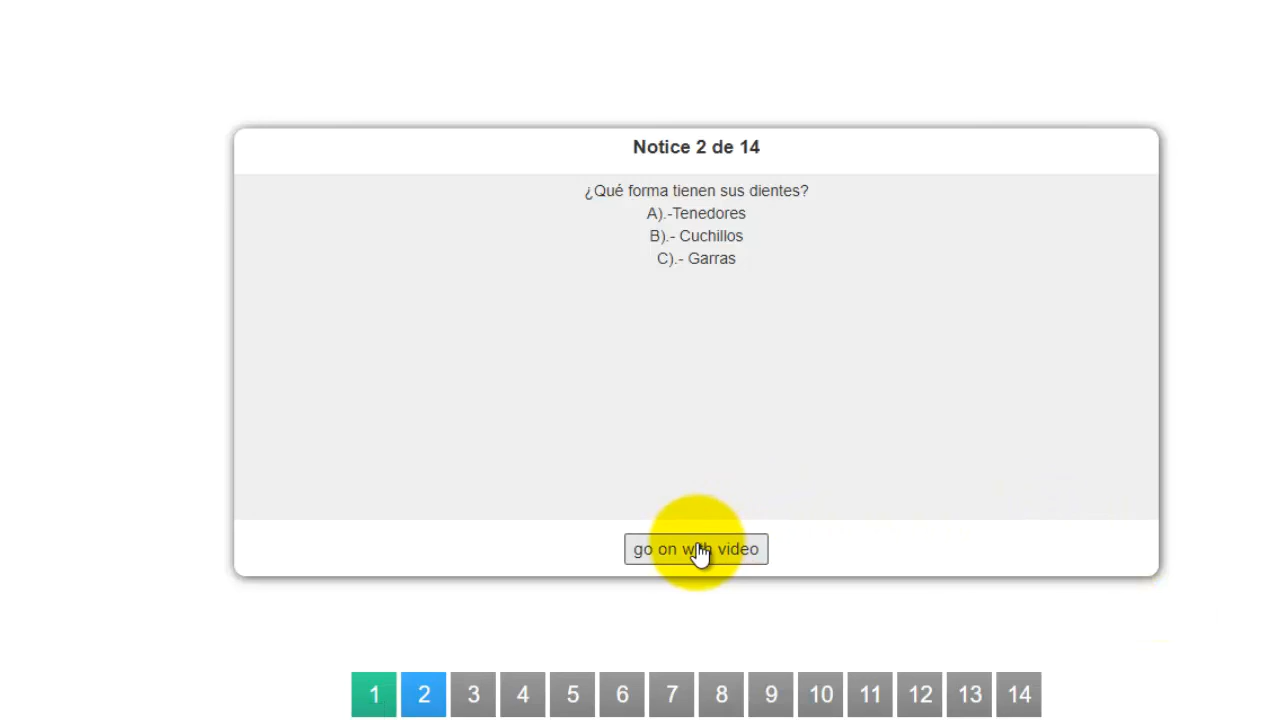 Notice 2 de 14
¿Qué forma tienen sus dientes?
A).-Tenedores
B).- Cuchillos
C).- Garras
go on with video
1 2 3 4 5 6 7 8 9 10 11 12 13 14